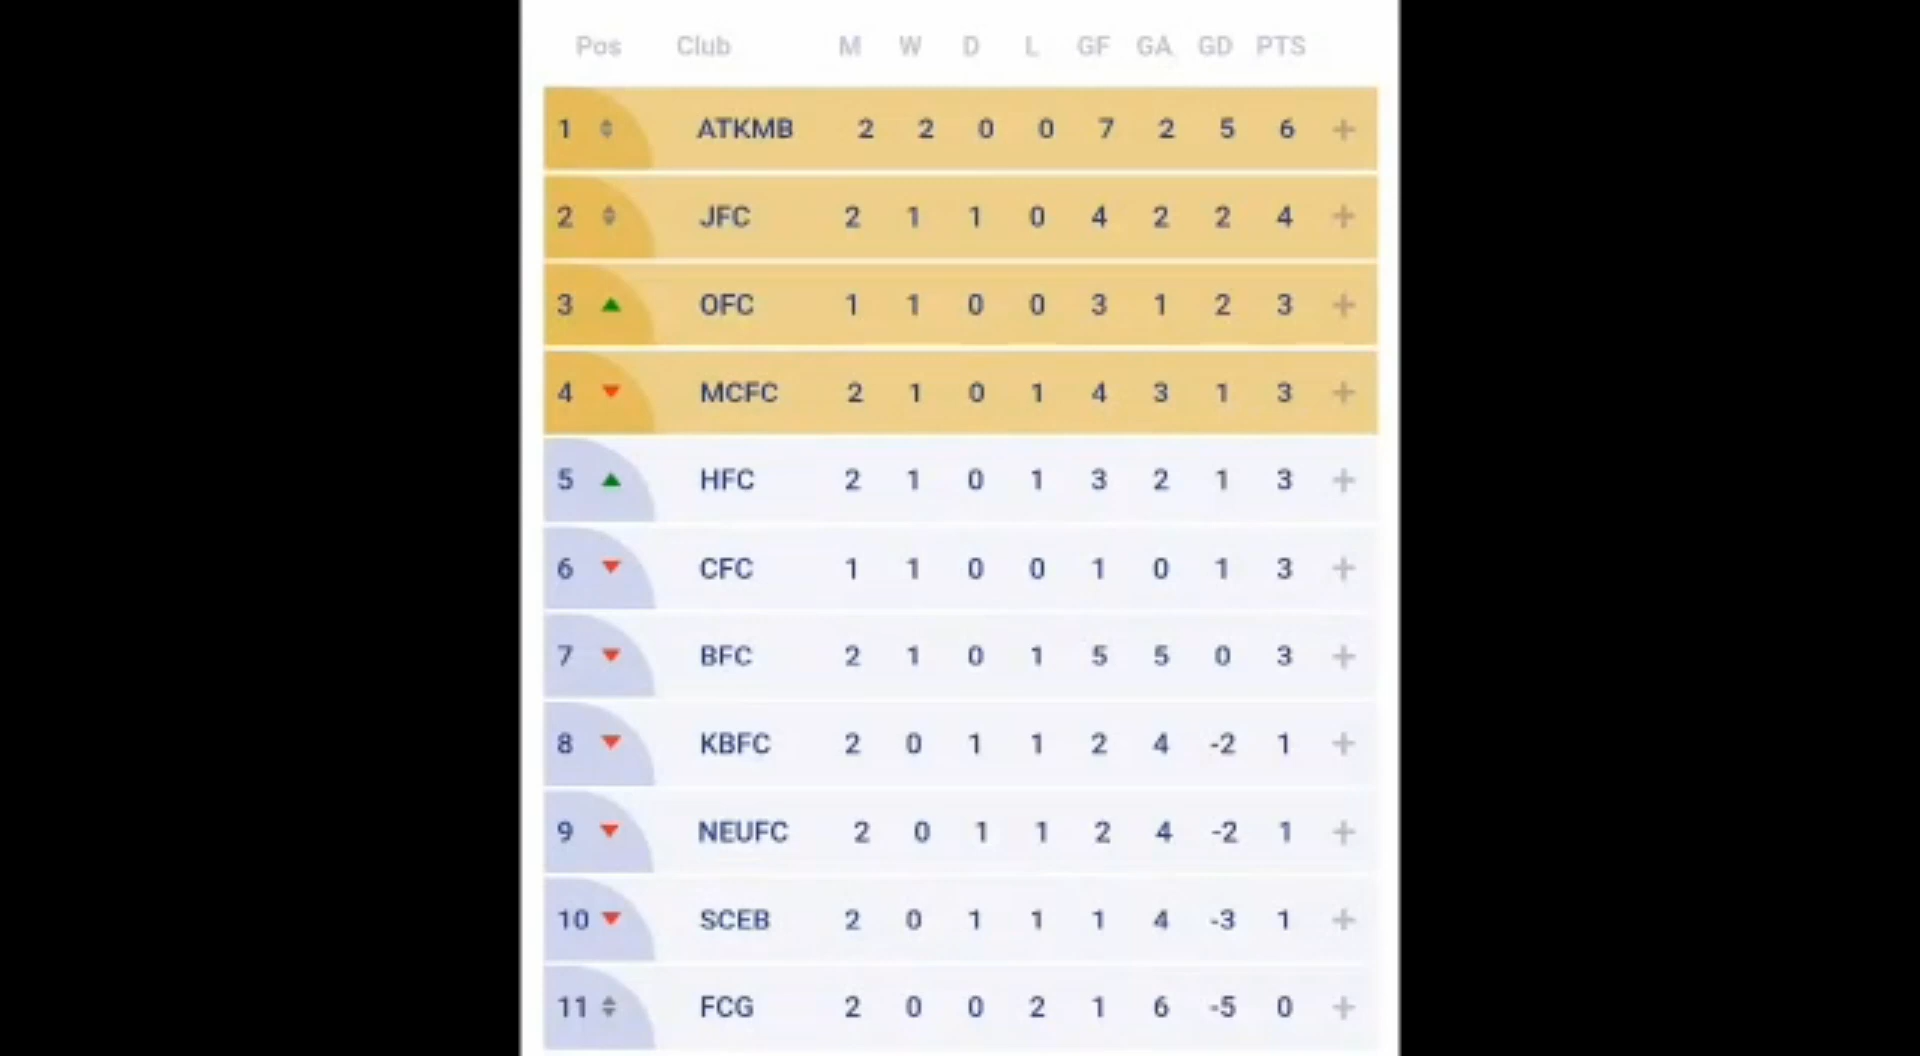 Pos Club M W D L GF GA GD PTS
1 ATKMB 2 2 0 0 7 2 5 6 +
2 JFC 2 1 1 0 4 2 2 4 +
3 OFC 1 1 0 0 3 1 2 3 +
4 MCFC 2 1 0 1 4 3 1 3 +
5 HFC 2 1 0 1 3 2 1 3 +
6 CFC 1 1 0 0 1 0 1 3 +
7 BFC 2 1 0 1 5 5 0 3 +
8 KBFC 2 0 1 1 2 4 -2 1 +
9 NEUFC 2 0 1 1 2 4 -2 1 +
10 SCEB 2 0 1 1 1 4 -3 1 +
11 FCG 2 0 0 2 1 6 -5 0 +